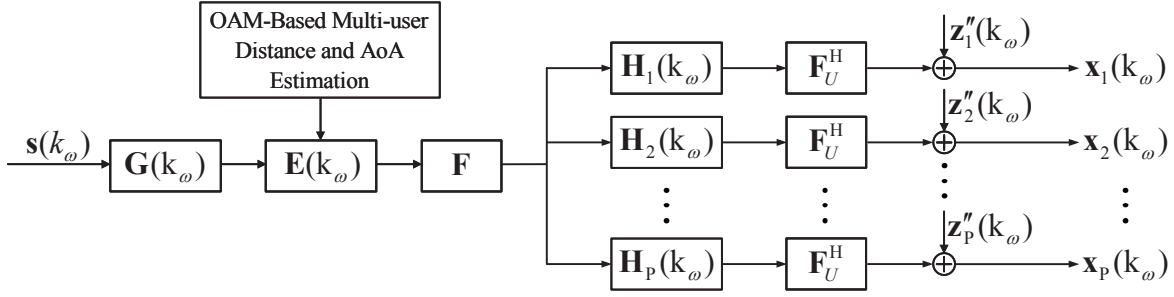 OAM-Based Multi-user
Distance and AoA
Estimation
s(k_ω)
G(k_ω)
E(k_ω)
F
H_1(k_ω)
F_U^H
z″_1(k_ω)
x_1(k_ω)
H_2(k_ω)
F_U^H
z″_2(k_ω)
x_2(k_ω)
H_P(k_ω)
F_U^H
z″_P(k_ω)
x_P(k_ω)